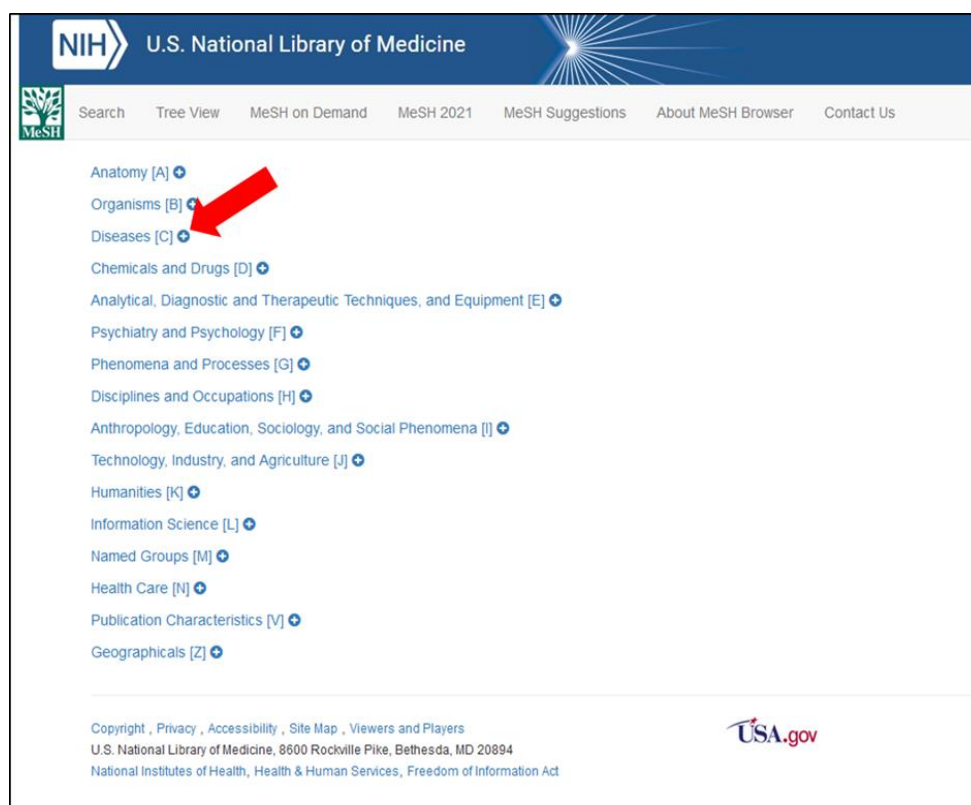 NIH U.S. National Library of Medicine
MeSH Search Tree View MeSH on Demand MeSH 2021 MeSH Suggestions About MeSH Browser Contact Us
Anatomy [A]
Organisms [B]
Diseases [C]
Chemicals and Drugs [D]
Analytical, Diagnostic and Therapeutic Techniques, and Equipment [E]
Psychiatry and Psychology [F]
Phenomena and Processes [G]
Disciplines and Occupations [H]
Anthropology, Education, Sociology, and Social Phenomena [I]
Technology, Industry, and Agriculture [J]
Humanities [K]
Information Science [L]
Named Groups [M]
Health Care [N]
Publication Characteristics [V]
Geographicals [Z]
Copyright , Privacy , Accessibility , Site Map , Viewers and Players
U.S. National Library of Medicine, 8600 Rockville Pike, Bethesda, MD 20894
National Institutes of Health, Health & Human Services, Freedom of Information Act
USA.gov